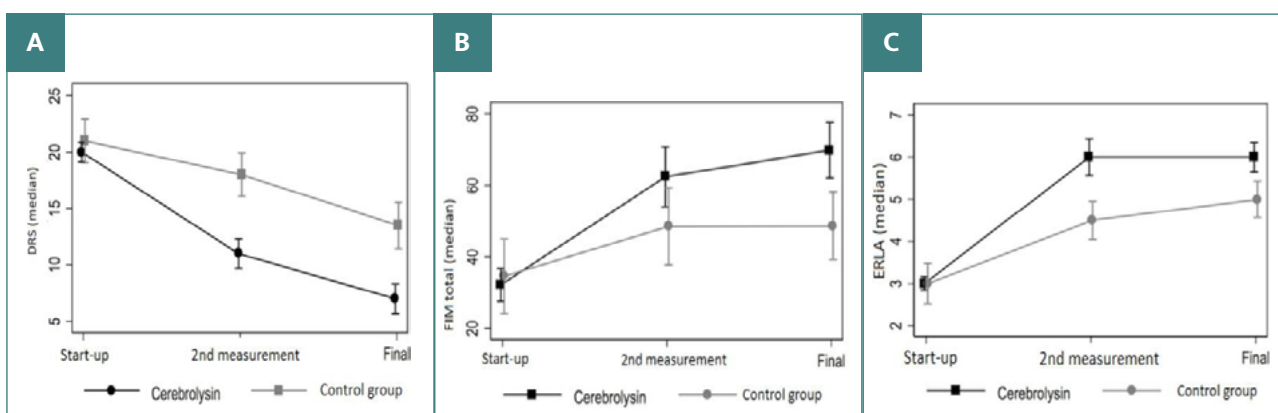 A
DRS (median)
25
20
15
10
5
Start-up
2nd measurement
Final
Cerebrolysin
Control group
B
FIM total (median)
80
60
40
20
Start-up
2nd measurement
Final
Cerebrolysin
Control group
C
ERLA (median)
7
6
5
4
3
2
Start-up
2nd measurement
Final
Cerebrolysin
Control group